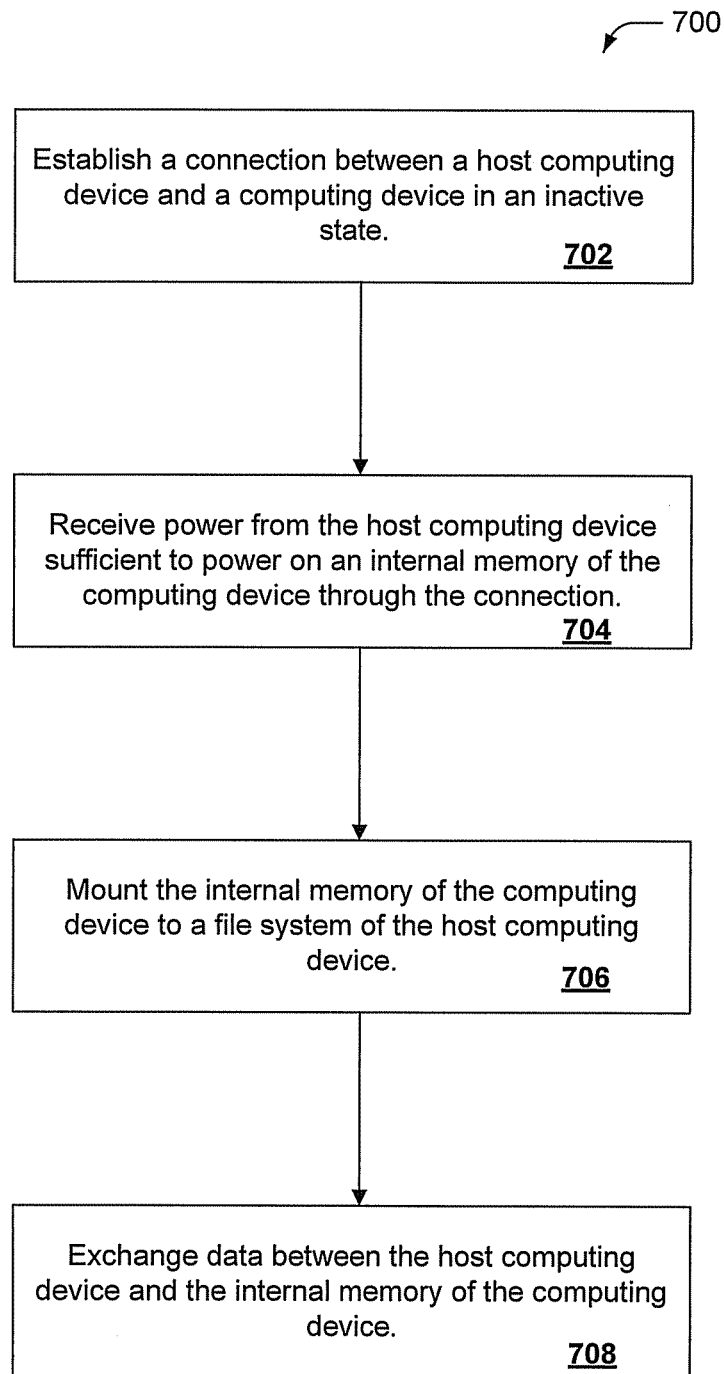 700
Establish a connection between a host computing
device and a computing device in an inactive
state.
702
Receive power from the host computing device
sufficient to power on an internal memory of the
computing device through the connection.
704
Mount the internal memory of the computing
device to a file system of the host computing
device.
706
Exchange data between the host computing
device and the internal memory of the computing
device.
708